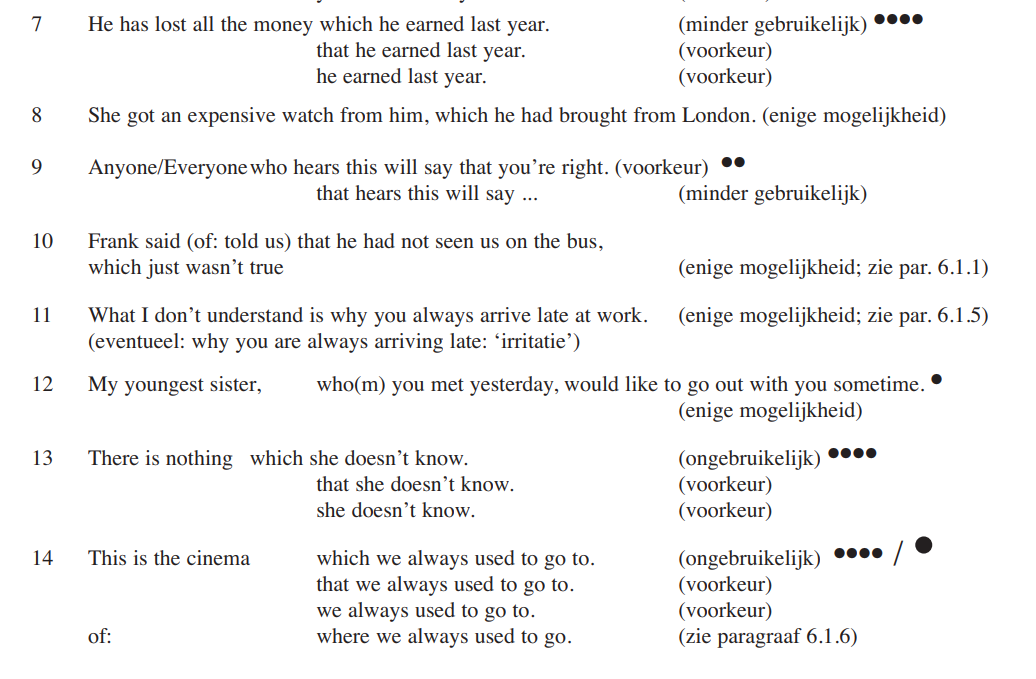 7 He has lost all the money which he earned last year. (minder gebruikelijk) ●●●●
that he earned last year. (voorkeur)
he earned last year. (voorkeur)
8 She got an expensive watch from him, which he had brought from London. (enige mogelijkheid)
9 Anyone/Everyone who hears this will say that you're right. (voorkeur) ●●
that hears this will say ... (minder gebruikelijk)
10 Frank said (of: told us) that he had not seen us on the bus,
which just wasn't true (enige mogelijkheid; zie par. 6.1.1)
11 What I don't understand is why you always arrive late at work. (enige mogelijkheid; zie par. 6.1.5)
(eventueel: why you are always arriving late: 'irritatie')
12 My youngest sister, who(m) you met yesterday, would like to go out with you sometime. ●
(enige mogelijkheid)
13 There is nothing which she doesn't know. (ongebruikelijk) ●●●●
that she doesn't know. (voorkeur)
she doesn't know. (voorkeur)
14 This is the cinema which we always used to go to. (ongebruikelijk) ●●●● / ●
that we always used to go to. (voorkeur)
we always used to go to. (voorkeur)
of: where we always used to go. (zie paragraaf 6.1.6)